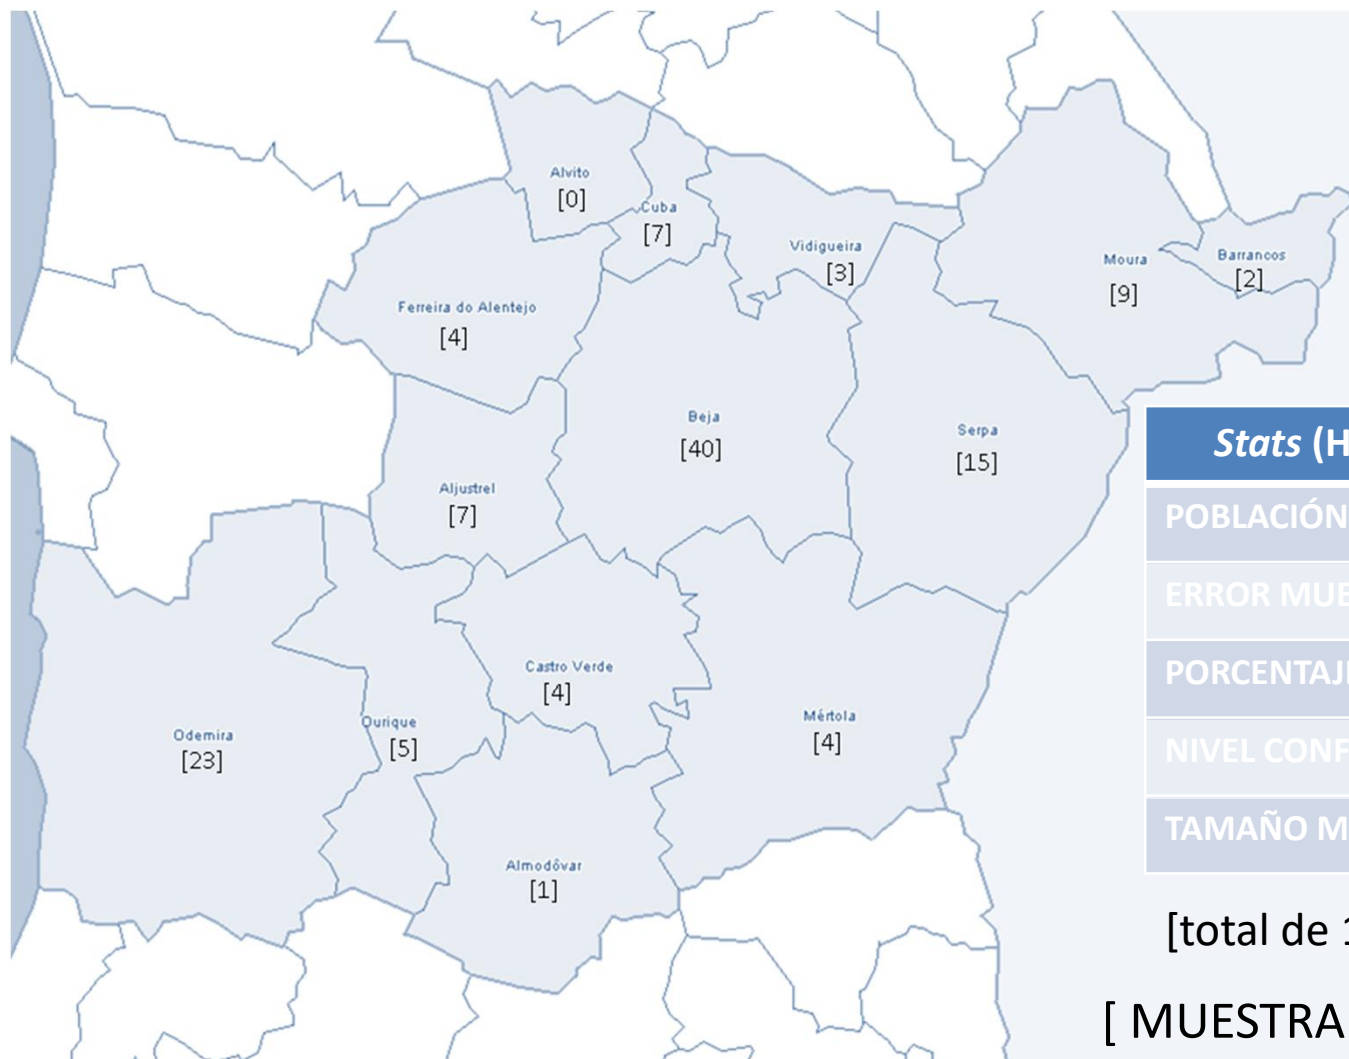 Alvito
[0]
Cuba
[7]
Vidigueira
[3]
Moura
[9]
Barrancos
[2]
Ferreira do Alentejo
[4]
Beja
[40]
Serpa
[15]
Aljustrel
[7]
Castro Verde
[4]
Ourique
[5]
Odemira
[23]
Mértola
[4]
Almodôvar
[1]
Stats (H
POBLACIÓN
ERROR MUE
PORCENTAJE
NIVEL CONF
TAMAÑO M
[total de 1
[ MUESTRA